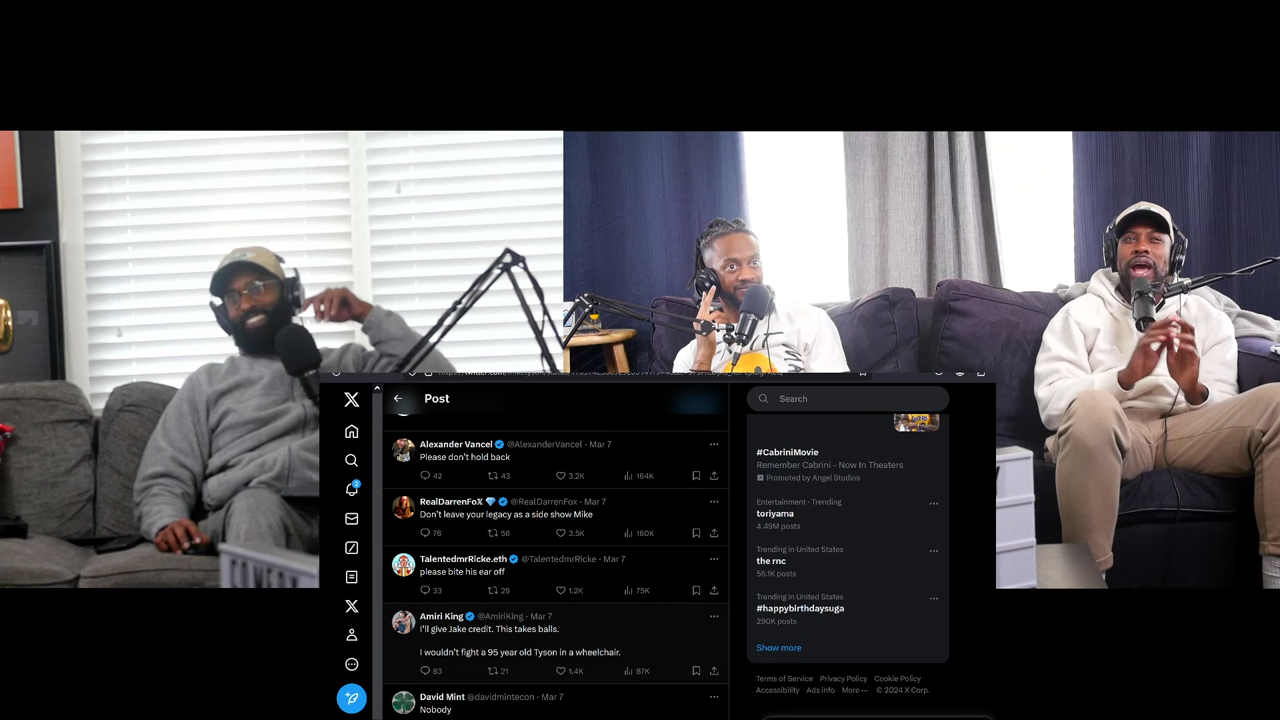 Post
Search
Alexander Vancel @AlexanderVancel · Mar 7
Please don't hold back
42 43 3.2K 164K
RealDarrenFoX 💎 @RealDarrenFox · Mar 7
Don't leave your legacy as a side show Mike
76 56 3.5K 160K
TalentedmrRicke.eth @TalentedmrRicke · Mar 7
please bite his ear off
33 29 1.2K 75K
Amiri King @AmiriKing · Mar 7
I'll give Jake credit. This takes balls.
I wouldn't fight a 95 year old Tyson in a wheelchair.
83 21 1.4K 87K
David Mint @davidmintecon · Mar 7
Nobody
2
#CabriniMovie
Remember Cabrini - Now In Theaters
Promoted by Angel Studios
Entertainment · Trending
toriyama
4.49M posts
Trending in United States
the rnc
56.1K posts
Trending in United States
#happybirthdaysuga
290K posts
Show more
Terms of Service Privacy Policy Cookie Policy
Accessibility Ads info More ··· © 2024 X Corp.